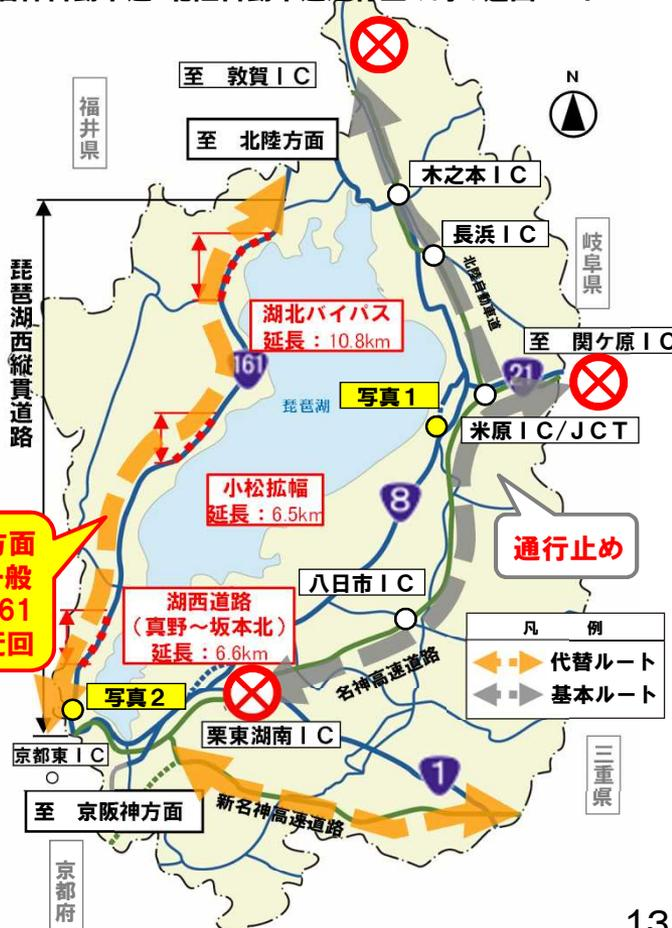 至 敦賀ＩＣ
N
福井県
至 北陸方面
木之本ＩＣ
長浜ＩＣ
北陸自動車道
岐阜県
琵琶湖西縦貫道路
湖北バイパス
延長：10.8km
至 関ケ原ＩＣ
161
21
琵琶湖
写真１
米原ＩＣ/ＪＣＴ
小松拡幅
延長：6.5km
8
通行止め
方面
一般
61
迂回
八日市ＩＣ
湖西道路
（真野～坂本北）
延長：6.6km
凡 例
代替ルート
基本ルート
名神高速道路
写真２
栗東湖南ＩＣ
京都東ＩＣ
1
三重県
至 京阪神方面
新名神高速道路
京都府
13